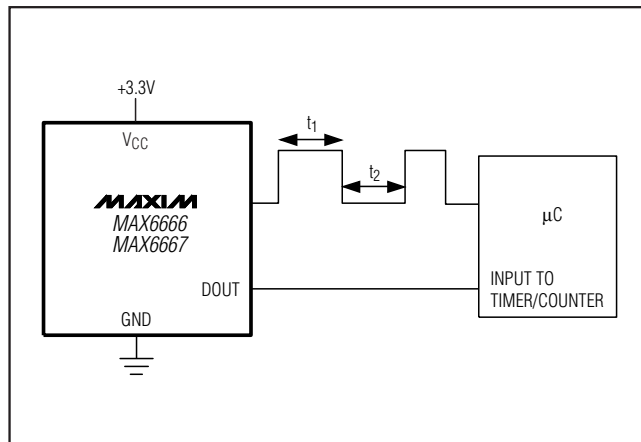 +3.3V
VCC
t1
t2
MAXIM
MAX6666
MAX6667
µC
DOUT
INPUT TO
TIMER/COUNTER
GND